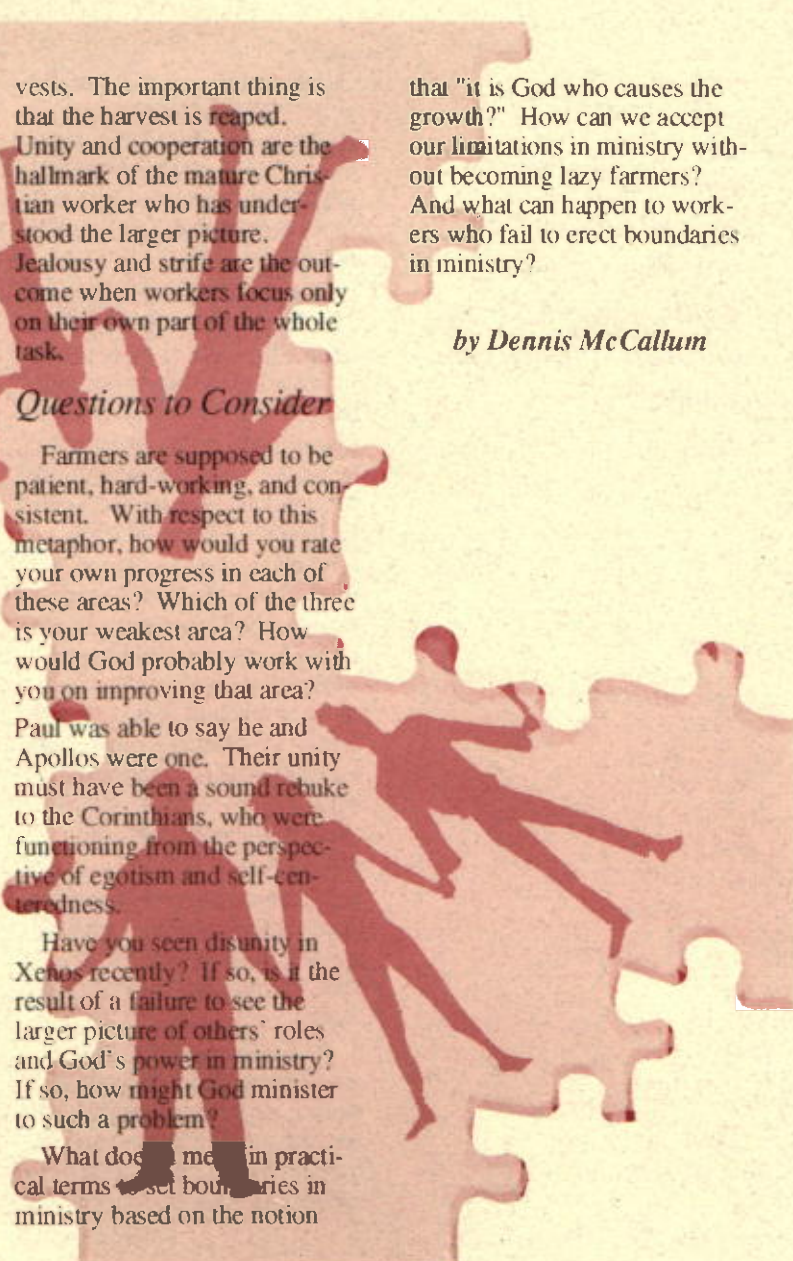 vests. The important thing is
that the harvest is reaped.
Unity and cooperation are the
hallmark of the mature Chris-
tian worker who has under-
stood the larger picture.
Jealousy and strife are the out-
come when workers focus only
on their own part of the whole
task.
Questions to Consider
Farmers are supposed to be
patient, hard-working, and con-
sistent. With respect to this
metaphor, how would you rate
your own progress in each of
these areas? Which of the three
is your weakest area? How
would God probably work with
you on improving that area?
Paul was able to say he and
Apollos were one. Their unity
must have been a sound rebuke
to the Corinthians, who were
functioning from the perspec-
tive of egotism and self-cen-
teredness.
Have you seen disunity in
Xenos recently? If so, is it the
result of a failure to see the
larger picture of others' roles
and God's power in ministry?
If so, how might God minister
to such a problem?
What does it mean in practi-
cal terms to set boundaries in
ministry based on the notion
that "it is God who causes the
growth?" How can we accept
our limitations in ministry with-
out becoming lazy farmers?
And what can happen to work-
ers who fail to erect boundaries
in ministry?
by Dennis McCallum